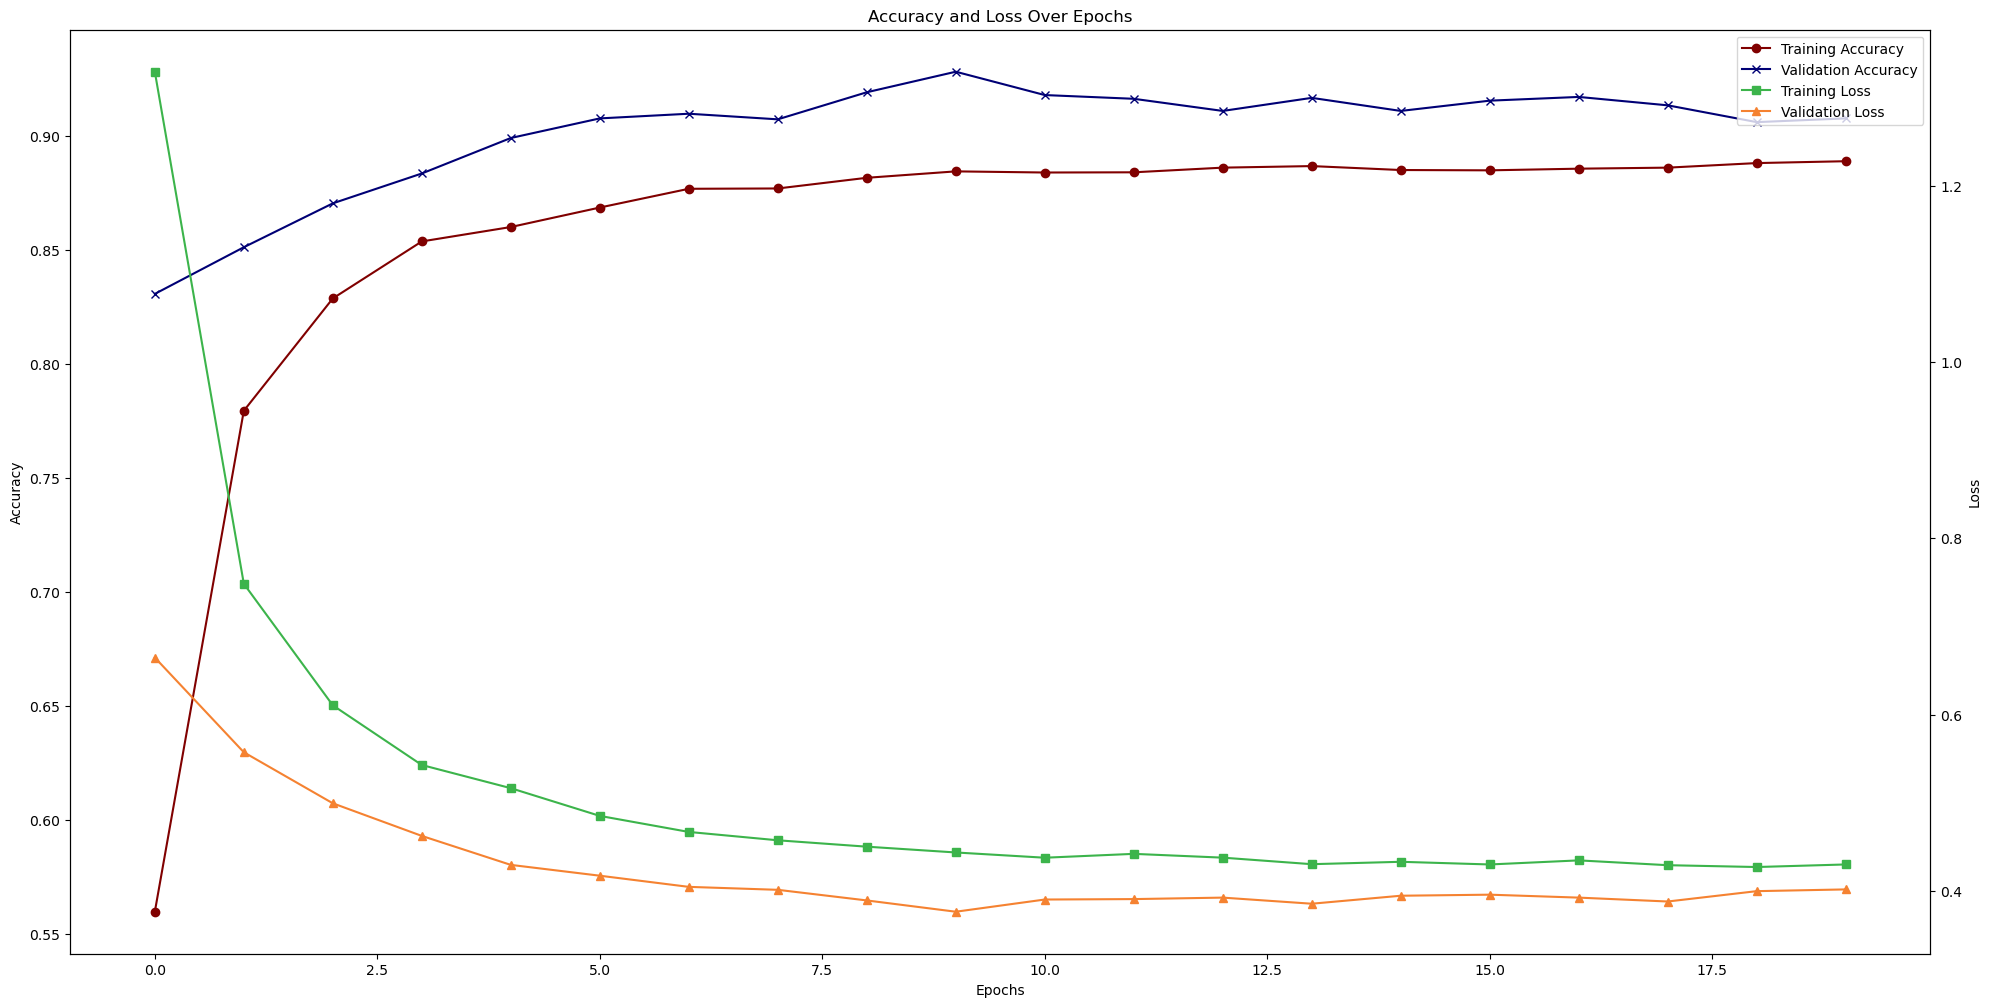 Accuracy and Loss Over Epochs
Training Accuracy
Validation Accuracy
Training Loss
Validation Loss
0.90
0.85
0.80
0.75
0.70
0.65
0.60
0.55
Accuracy
1.2
1.0
0.8
0.6
0.4
Loss
0.0 2.5 5.0 7.5 10.0 12.5 15.0 17.5
Epochs